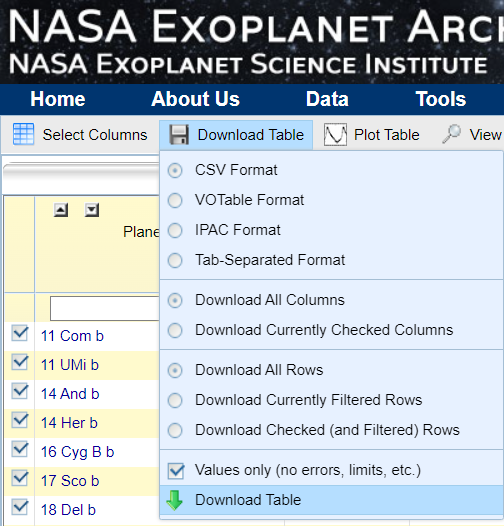 NASA EXOPLANET
NASA EXOPLANET SCIENCE INSTITUTE
Home About Us Data Tools
Select Columns Download Table Plot Table View
CSV Format
VOTable Format
IPAC Format
Tab-Separated Format
Download All Columns
Download Currently Checked Columns
Download All Rows
Download Currently Filtered Rows
Download Checked (and Filtered) Rows
Values only (no errors, limits, etc.)
Download Table
Plane
11 Com b
11 UMi b
14 And b
14 Her b
16 Cyg B b
17 Sco b
18 Del b